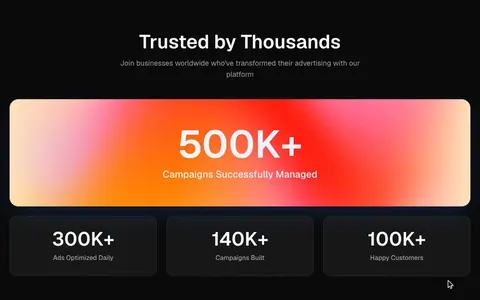 Trusted by Thousands
Join businesses worldwide who've transformed their advertising with our
platform
500K+
Campaigns Successfully Managed
300K+
Ads Optimized Daily
140K+
Campaigns Built
100K+
Happy Customers